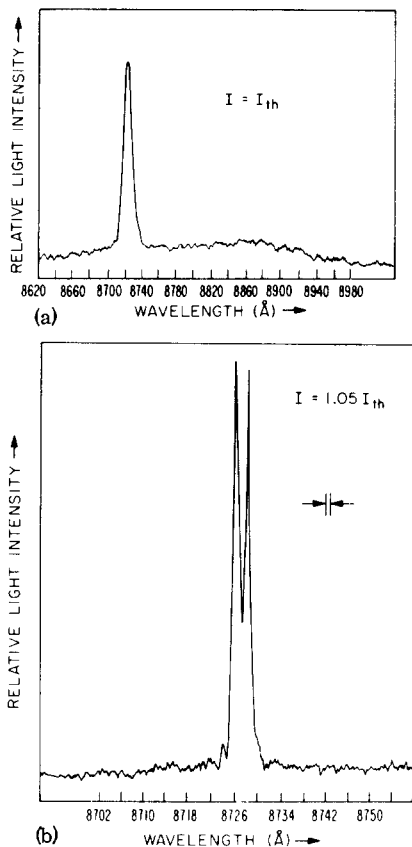 RELATIVE LIGHT INTENSITY
I = I_th
8620 8660 8700 8740 8780 8820 8860 8900 8940 8980
(a)
WAVELENGTH (Å)
RELATIVE LIGHT INTENSITY
I = 1.05 I_th
8702 8710 8718 8726 8734 8742 8750
(b)
WAVELENGTH (Å)